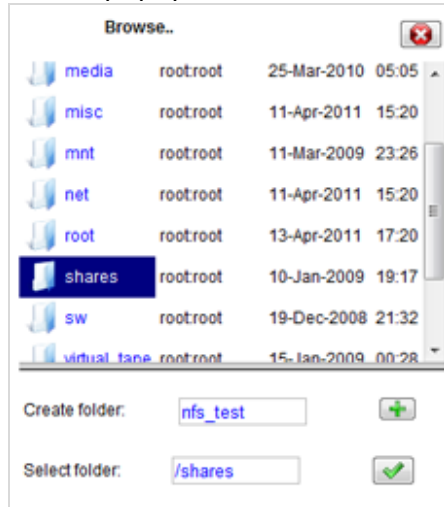 Browse..
media root:root 25-Mar-2010 05:05
misc root:root 11-Apr-2011 15:20
mnt root:root 11-Mar-2009 23:26
net root:root 11-Apr-2011 15:20
root root:root 13-Apr-2011 17:20
shares root:root 10-Jan-2009 19:17
sw root:root 19-Dec-2008 21:32
virtual_tape root:root 15-Jan-2009 00:28
Create folder: nfs_test
Select folder: /shares